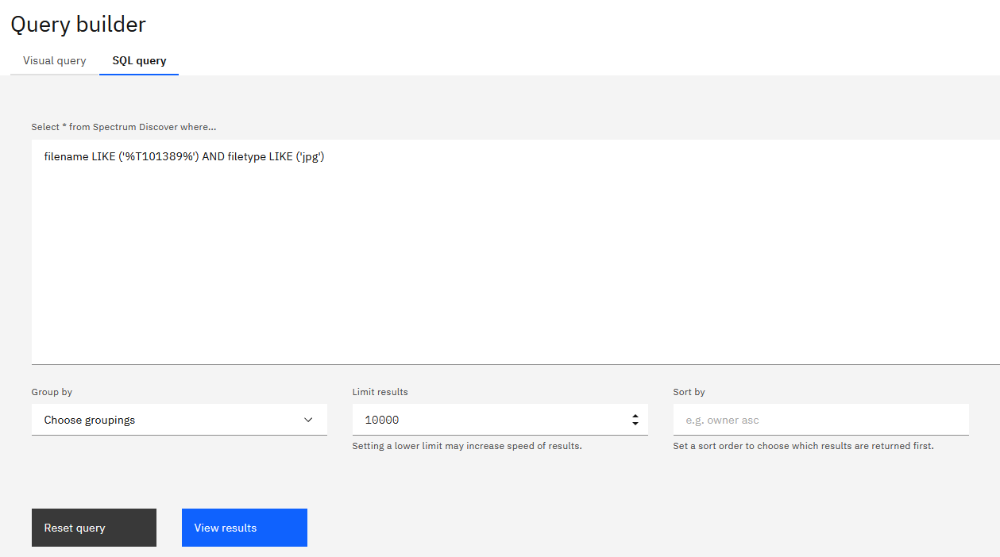 Query builder
Visual query
SQL query
Select * from Spectrum Discover where...
filename LIKE ('%T101389%') AND filetype LIKE ('jpg')
Group by
Limit results
Sort by
Choose groupings
10000
e.g. owner asc
Setting a lower limit may increase speed of results.
Set a sort order to choose which results are returned first.
Reset query
View results